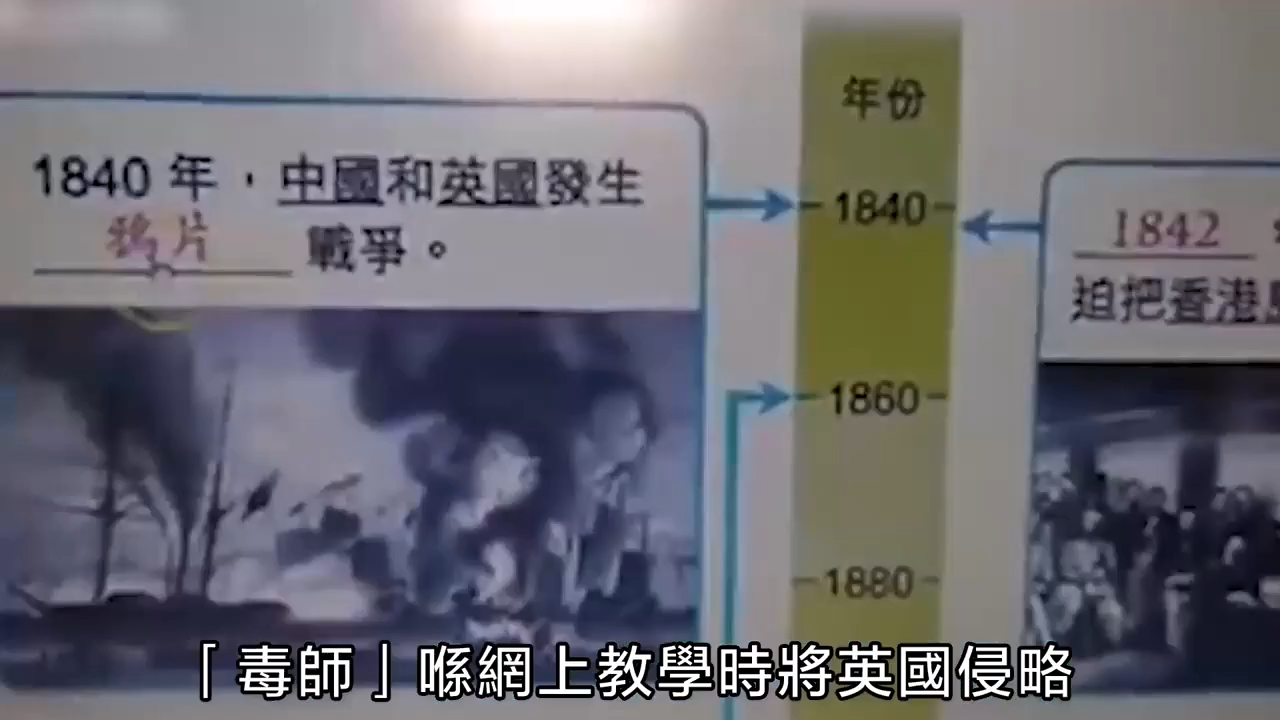 年份
1840 年，中國和英國發生
鴉片 戰爭。
1840
1842
迫把香港
1860
1880
「毒師」喺網上教學時將英國侵略